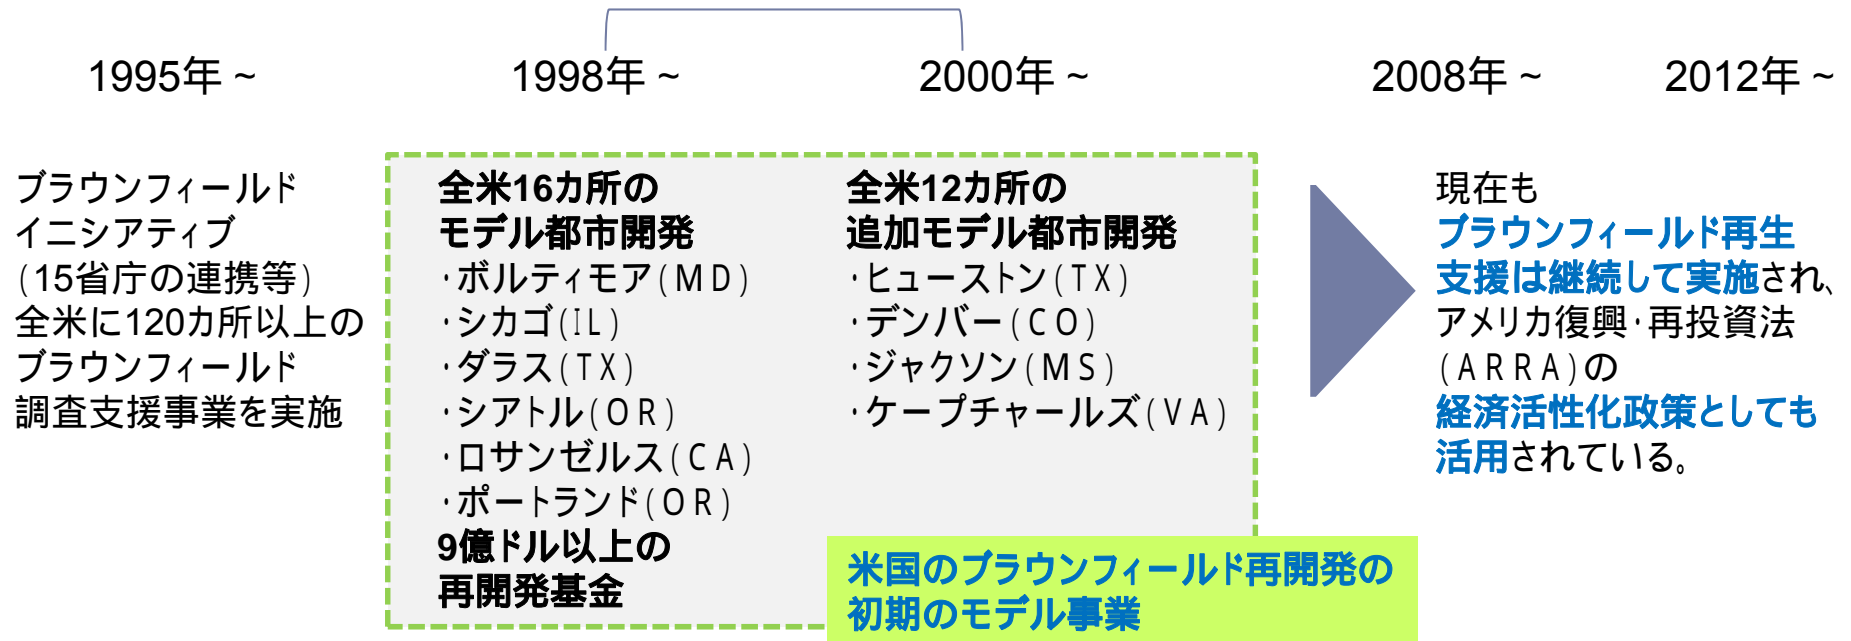 1995年~
1998年~
2000年~
2008年~
2012年~
ブラウンフィールド
イニシアティブ
(15省庁の連携等)
全米に120カ所以上の
ブラウンフィールド
調査支援事業を実施
全米16カ所の
モデル都市開発
・ボルティモア(MD)
・シカゴ(IL)
・ダラス(TX)
・シアトル(OR)
・ロサンゼルス(CA)
・ポートランド(OR)
9億ドル以上の
再開発基金
全米12カ所の
追加モデル都市開発
・ヒューストン(TX)
・デンバー(CO)
・ジャクソン(MS)
・ケープチャールズ(VA)
米国のブラウンフィールド再開発の
初期のモデル事業
現在も
ブラウンフィールド再生
支援は継続して実施され、
アメリカ復興・再投資法
(ARRA)の
経済活性化政策としても
活用されている。